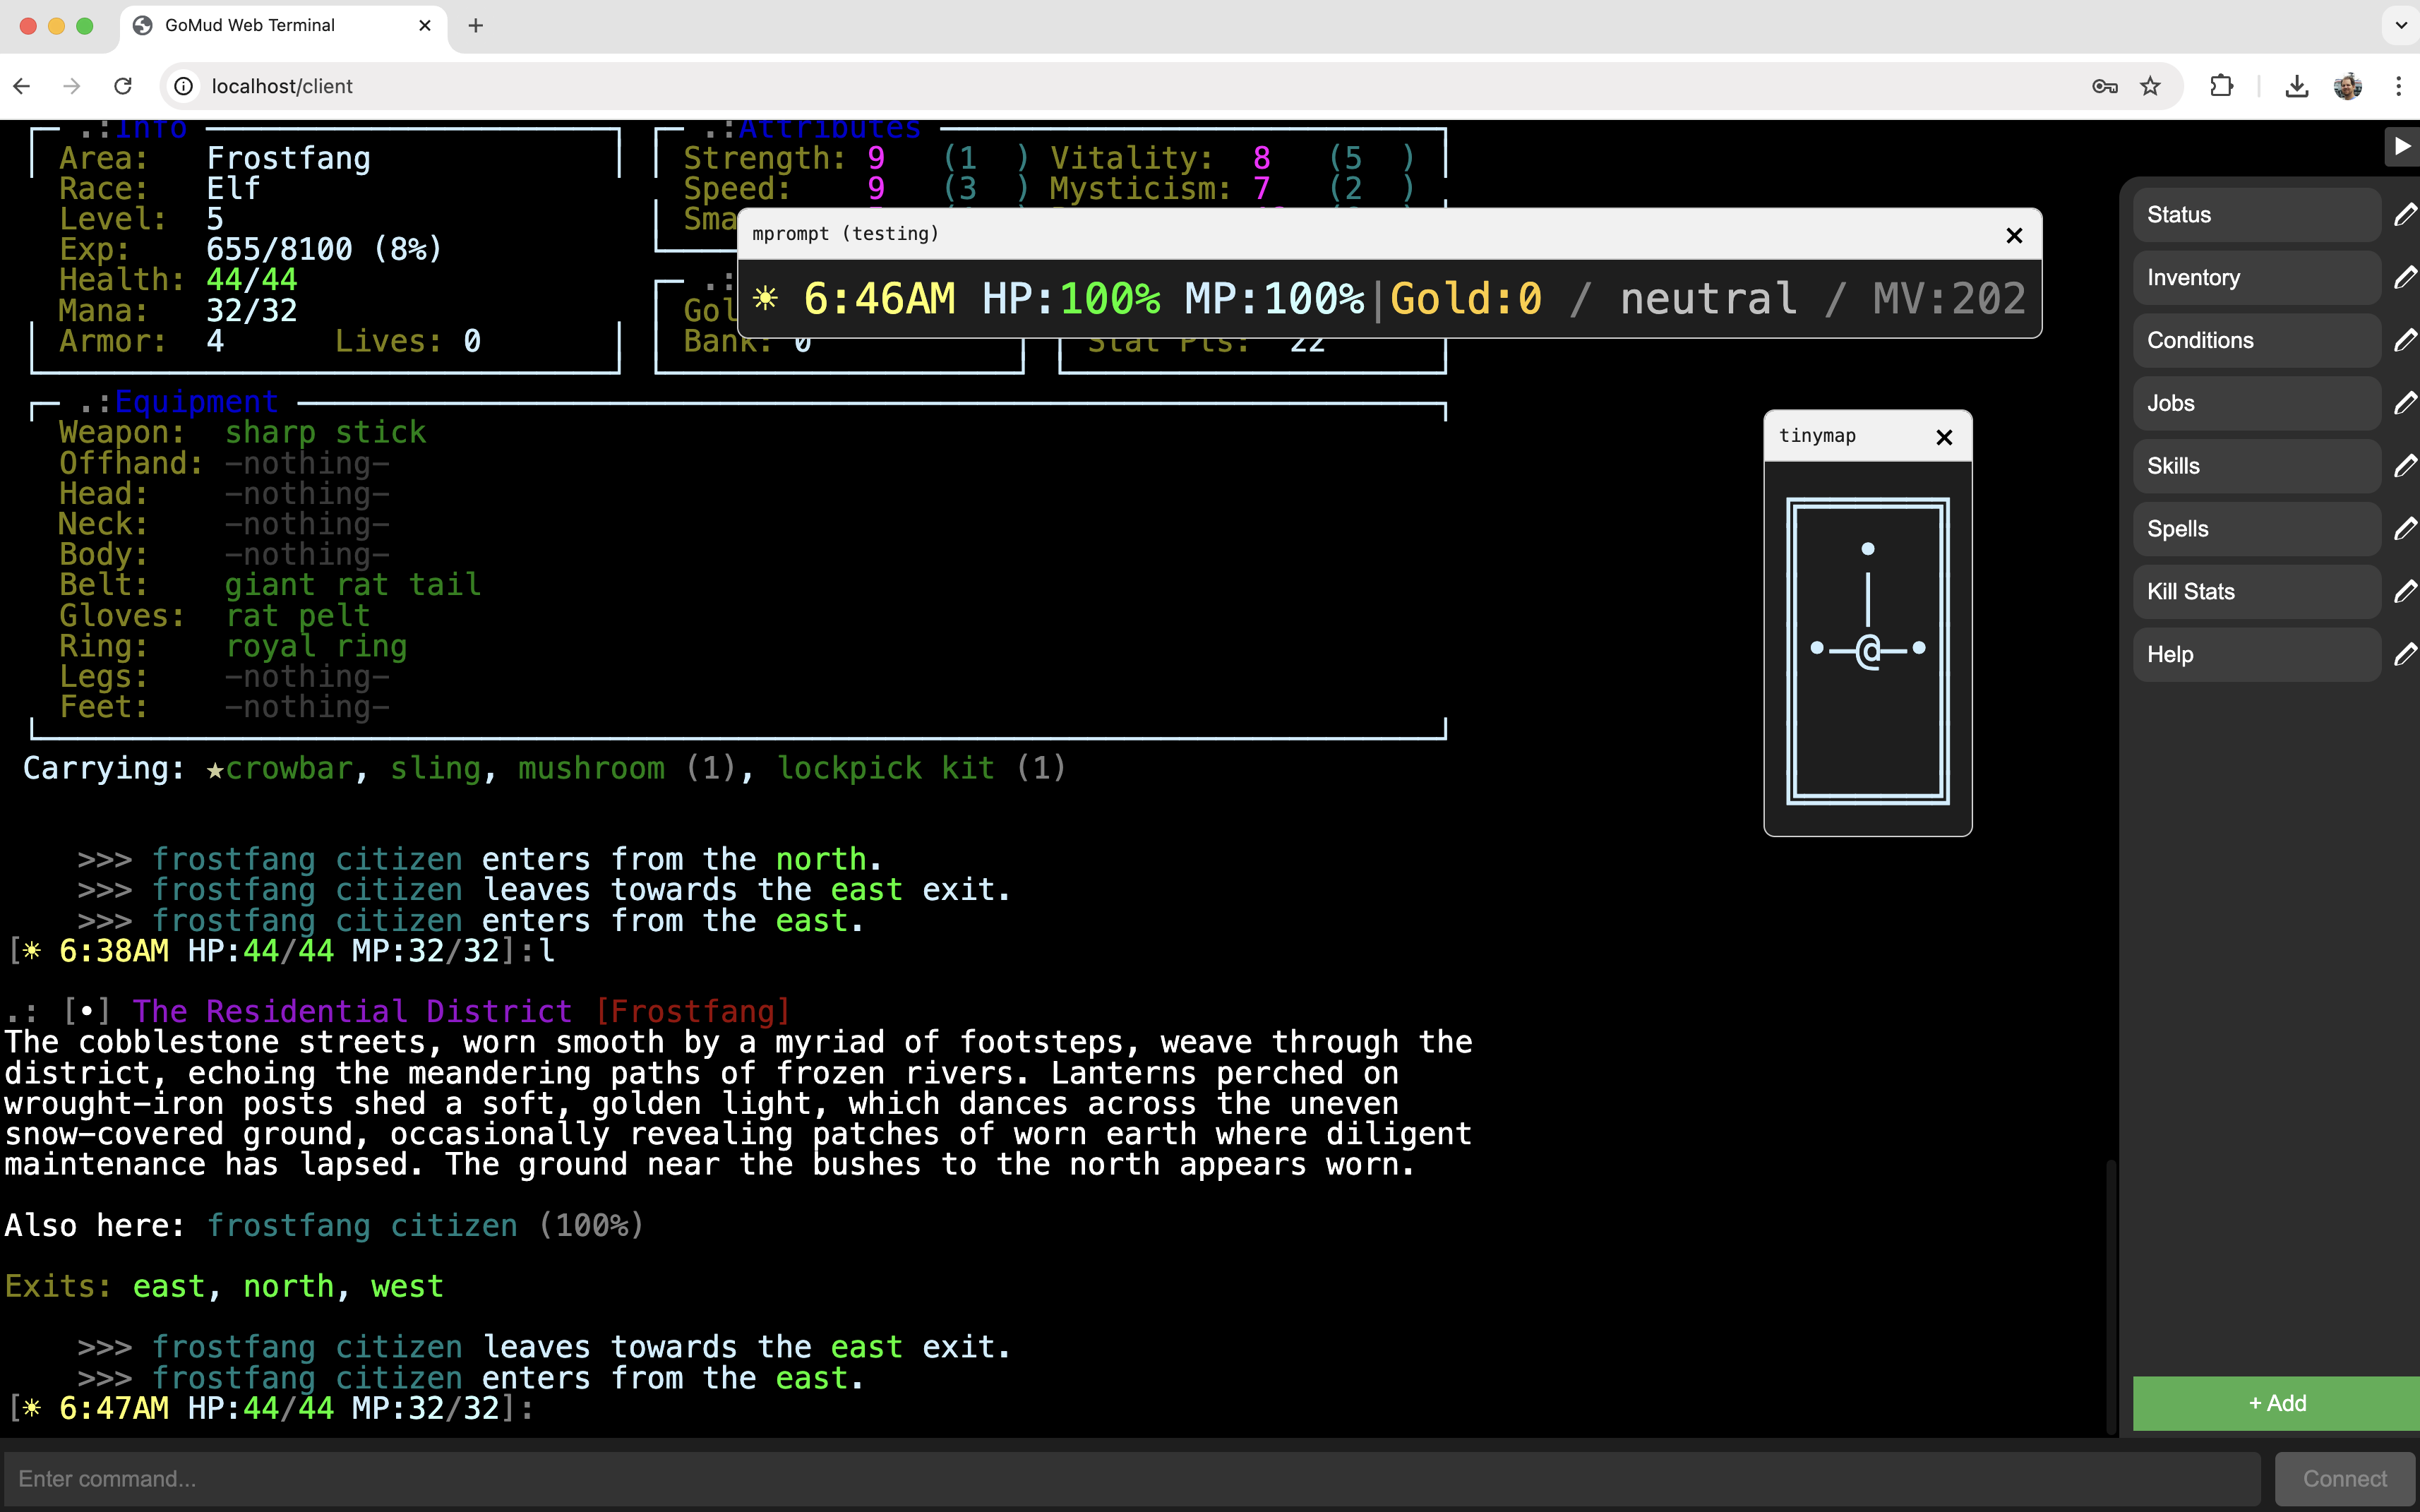 GoMud Web Terminal
localhost/client
.:Info
Area: Frostfang
Race: Elf
Level: 5
Exp: 655/8100 (8%)
Health: 44/44
Mana: 32/32
Armor: 4 Lives: 0
.:Attributes
Strength: 9 (1 ) Vitality: 8 (5 )
Speed: 9 (3 ) Mysticism: 7 (2 )
Sma
.:
Gol
Bank: 0
Stat Pts: 22
mprompt (testing)
☀ 6:46AM HP:100% MP:100%|Gold:0 / neutral / MV:202
.:Equipment
Weapon: sharp stick
Offhand: -nothing-
Head: -nothing-
Neck: -nothing-
Body: -nothing-
Belt: giant rat tail
Gloves: rat pelt
Ring: royal ring
Legs: -nothing-
Feet: -nothing-
Carrying: ★crowbar, sling, mushroom (1), lockpick kit (1)
tinymap
@
>>> frostfang citizen enters from the north.
>>> frostfang citizen leaves towards the east exit.
>>> frostfang citizen enters from the east.
[☀ 6:38AM HP:44/44 MP:32/32]:l
.: [•] The Residential District [Frostfang]
The cobblestone streets, worn smooth by a myriad of footsteps, weave through the
district, echoing the meandering paths of frozen rivers. Lanterns perched on
wrought-iron posts shed a soft, golden light, which dances across the uneven
snow-covered ground, occasionally revealing patches of worn earth where diligent
maintenance has lapsed. The ground near the bushes to the north appears worn.
Also here: frostfang citizen (100%)
Exits: east, north, west
>>> frostfang citizen leaves towards the east exit.
>>> frostfang citizen enters from the east.
[☀ 6:47AM HP:44/44 MP:32/32]:
Status
Inventory
Conditions
Jobs
Skills
Spells
Kill Stats
Help
+ Add
Enter command...
Connect